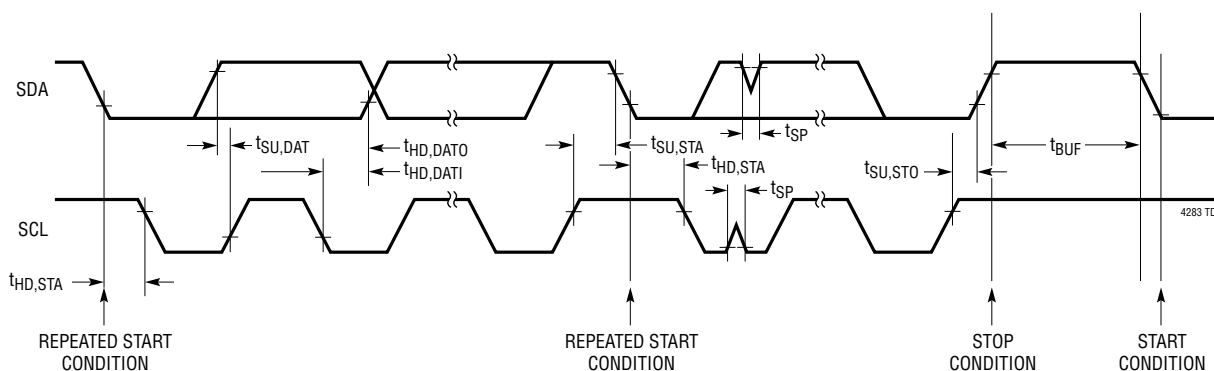 SDA
tSU,DAT
tHD,DATO
tHD,DATI
tSU,STA
tHD,STA
tSP
tSP
tSU,STO
tBUF
4283 TD
SCL
tHD,STA
REPEATED START
CONDITION
REPEATED START
CONDITION
STOP
CONDITION
START
CONDITION